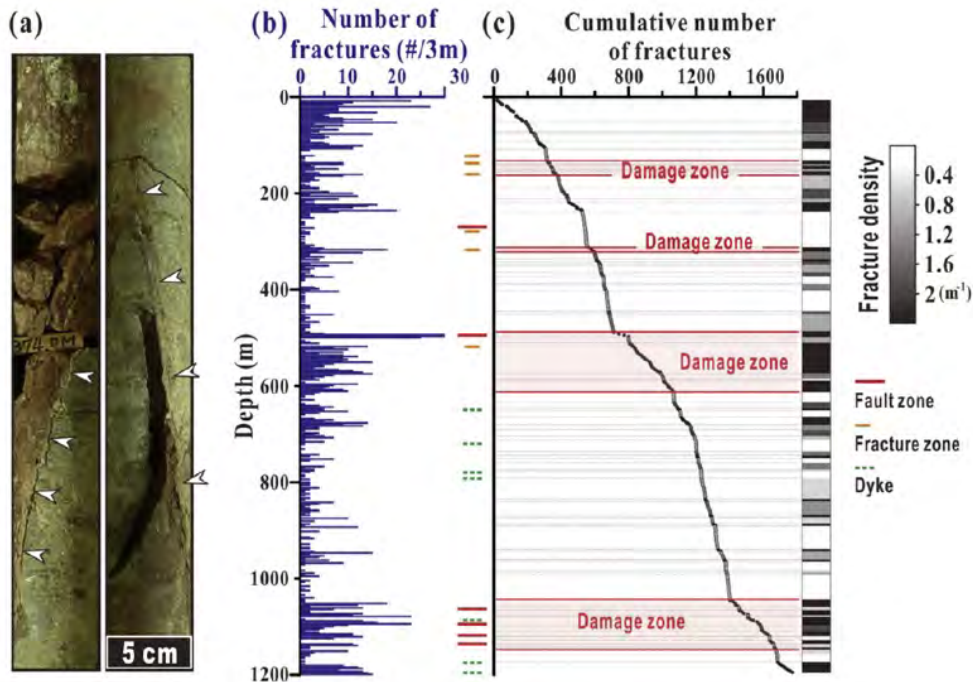 (a)
(b)
Number of
fractures (#/3m)
0 10 20 30
(c)
Cumulative number
of fractures
0 400 800 1200 1600
0
200
400
600
800
1000
1200
Depth (m)
5 cm
Damage zone
Damage zone
Damage zone
Damage zone
Fracture density
0.4
0.8
1.2
1.6
2 (m⁻¹)
Fault zone
Fracture zone
Dyke